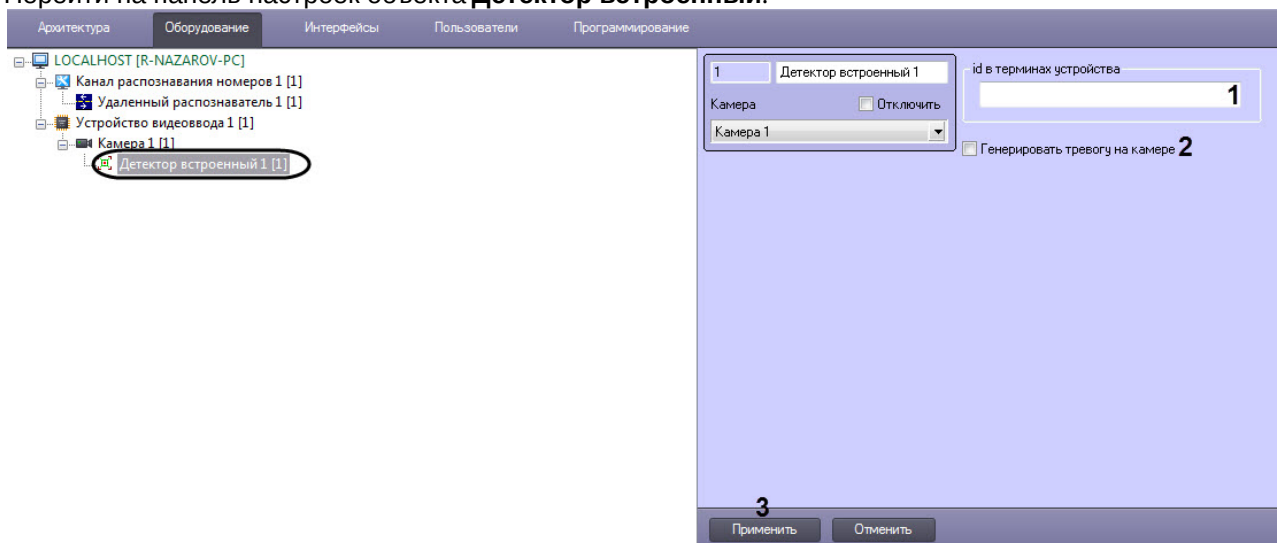 Перейти на панель настроек объекта Детектор встроенный.
Архитектура Оборудование Интерфейсы Пользователи Программирование
LOCALHOST [R-NAZAROV-PC]
Канал распознавания номеров 1 [1]
Удаленный распознаватель 1 [1]
Устройство видеоввода 1 [1]
Камера 1 [1]
Детектор встроенный 1 [1]
1 Детектор встроенный 1
Камера Отключить
Камера 1
id в терминах устройства
1
Генерировать тревогу на камере 2
3
Применить Отменить